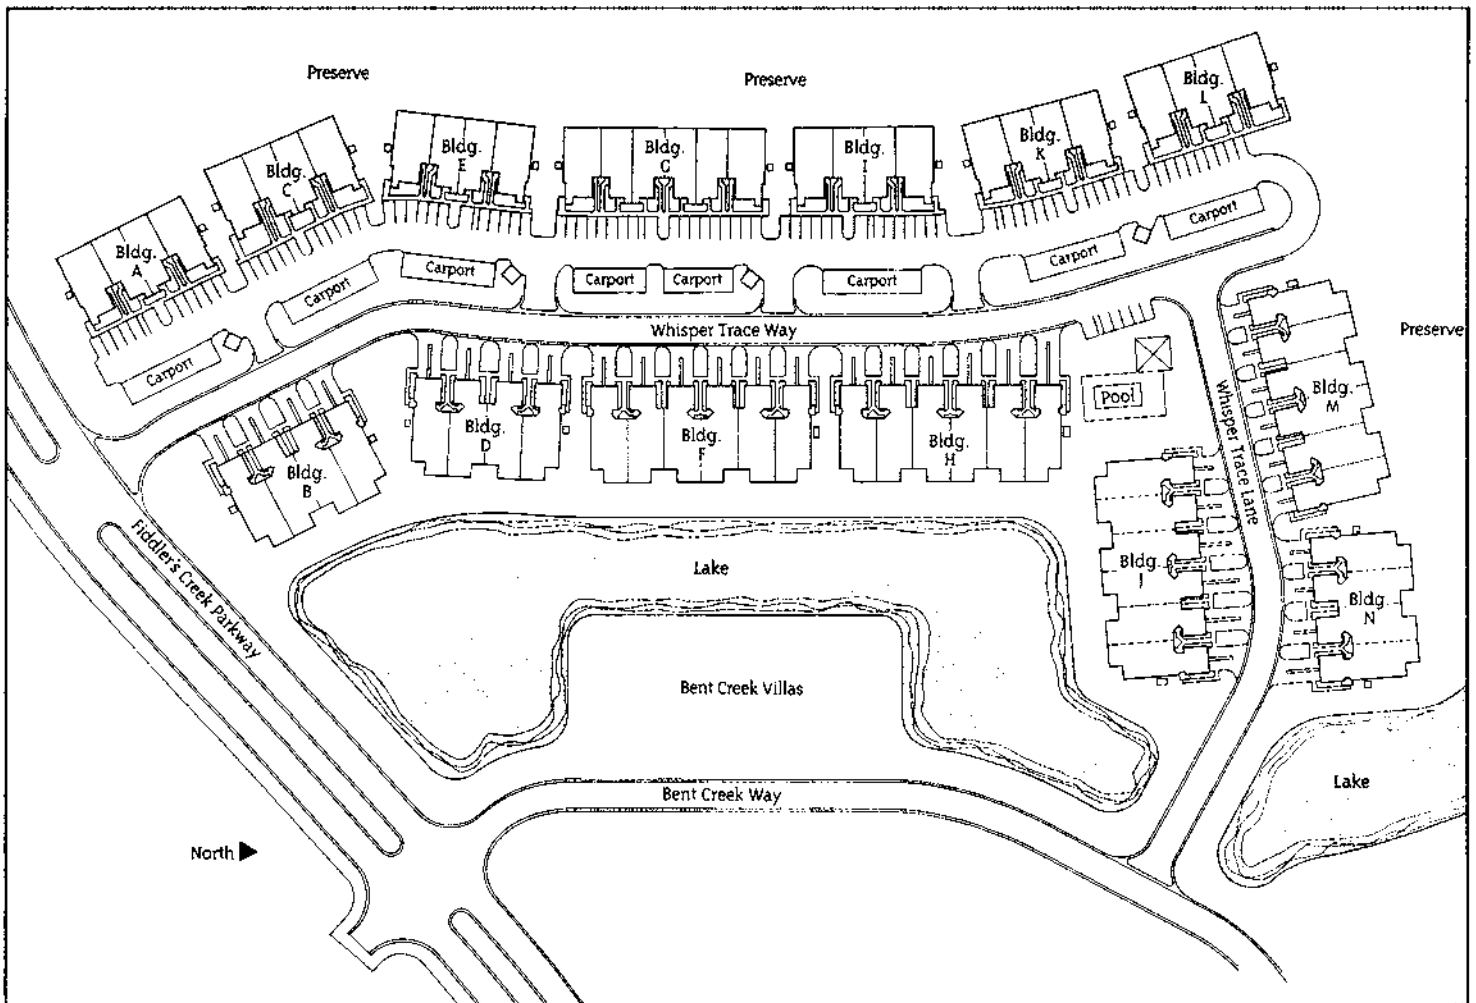 Preserve
Preserve
Bldg.
L
Bldg.
K
Bldg.
E
Bldg.
G
Bldg.
I
Bldg.
C
Bldg.
A
Carport
Carport
Carport
Carport
Carport
Carport
Carport
Carport
Whisper Trace Way
Preserve
Pool
Bldg.
M
Whisper Trace Lane
Bldg.
B
Bldg.
D
Bldg.
F
Bldg.
H
Bldg.
J
Bldg.
N
Fiddler's Creek Parkway
Lake
Bent Creek Villas
Lake
Bent Creek Way
North